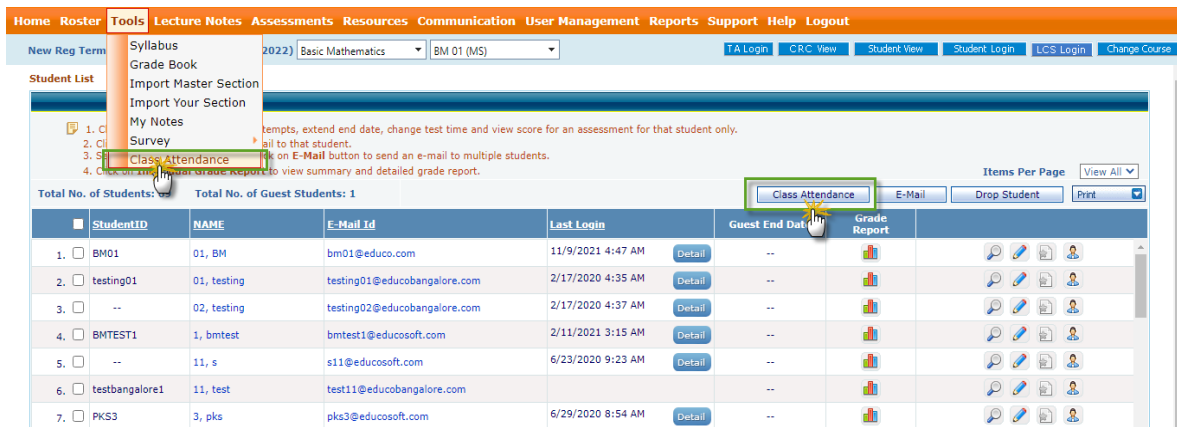 Home Roster Tools Lecture Notes Assessments Resources Communication User Management Reports Support Help Logout
New Reg Term 2022) Basic Mathematics BM 01 (MS) TA Login CRC View Student View Student Login LCS Login Change Course
Syllabus
Grade Book
Import Master Section
Import Your Section
My Notes
Survey
Class Attendance
Student List
1. tempts, extend end date, change test time and view score for an assessment for that student only.
2. ail to that student.
3. k on E-Mail button to send an e-mail to multiple students.
4. Click on Grade Report to view summary and detailed grade report.
Items Per Page View All
Total No. of Students: Total No. of Guest Students: 1 Class Attendance E-Mail Drop Student Print
StudentID NAME E-Mail Id Last Login Guest End Grade Report
1. BM01 01, BM bm01@educo.com 11/9/2021 4:47 AM Detail --
2. testing01 01, testing testing01@educobangalore.com 2/17/2020 4:35 AM Detail --
3. -- 02, testing testing02@educobangalore.com 2/17/2020 4:37 AM Detail --
4. BMTEST1 1, bmtest bmtest1@educosoft.com 2/11/2021 3:15 AM Detail --
5. -- 11, s s11@educosoft.com 6/23/2020 9:23 AM Detail --
6. testbangalore1 11, test test11@educobangalore.com --
7. PKS3 3, pks pks3@educosoft.com 6/29/2020 8:54 AM Detail --